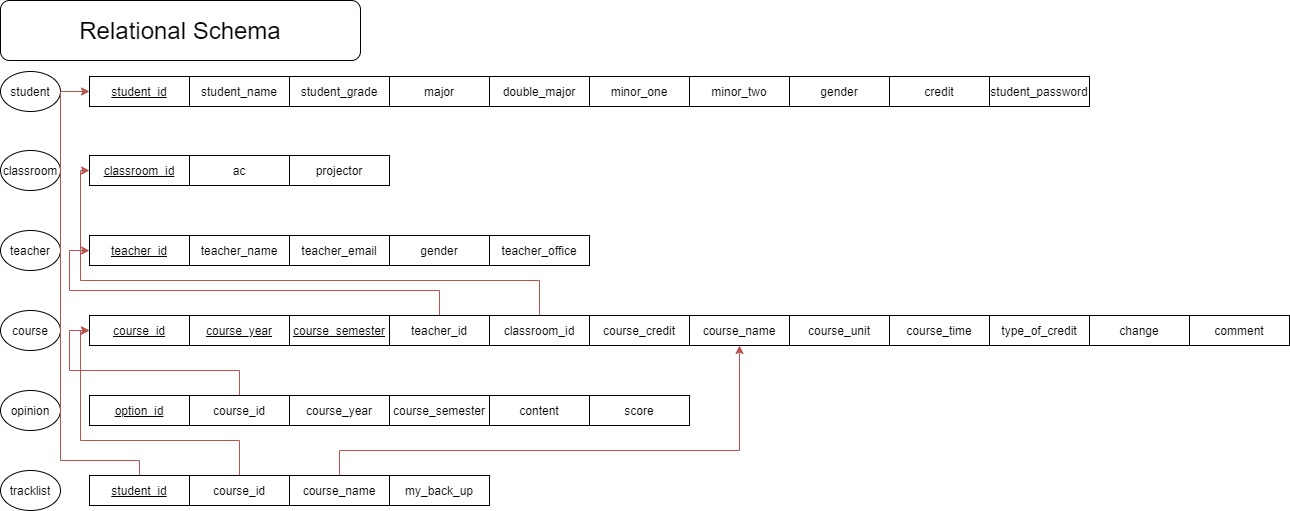 Relational Schema
student student_id student_name student_grade major double_major minor_one minor_two gender credit student_password
classroom classroom_id ac projector
teacher teacher_id teacher_name teacher_email gender teacher_office
course course_id course_year course_semester teacher_id classroom_id course_credit course_name course_unit course_time type_of_credit change comment
opinion option_id course_id course_year course_semester content score
tracklist student_id course_id course_name my_back_up